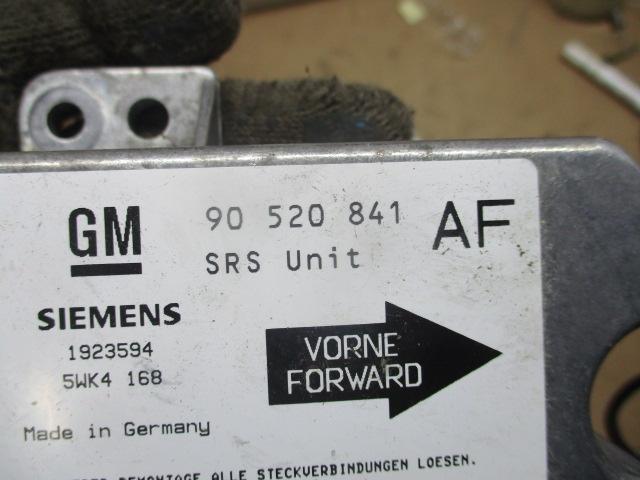 GM 90 520 841 AF
SRS Unit
SIEMENS
1923594
5WK4 168
VORNE
FORWARD
Made in Germany
DEMONTAGE ALLE STECKVERBINDUNGEN LOESEN.